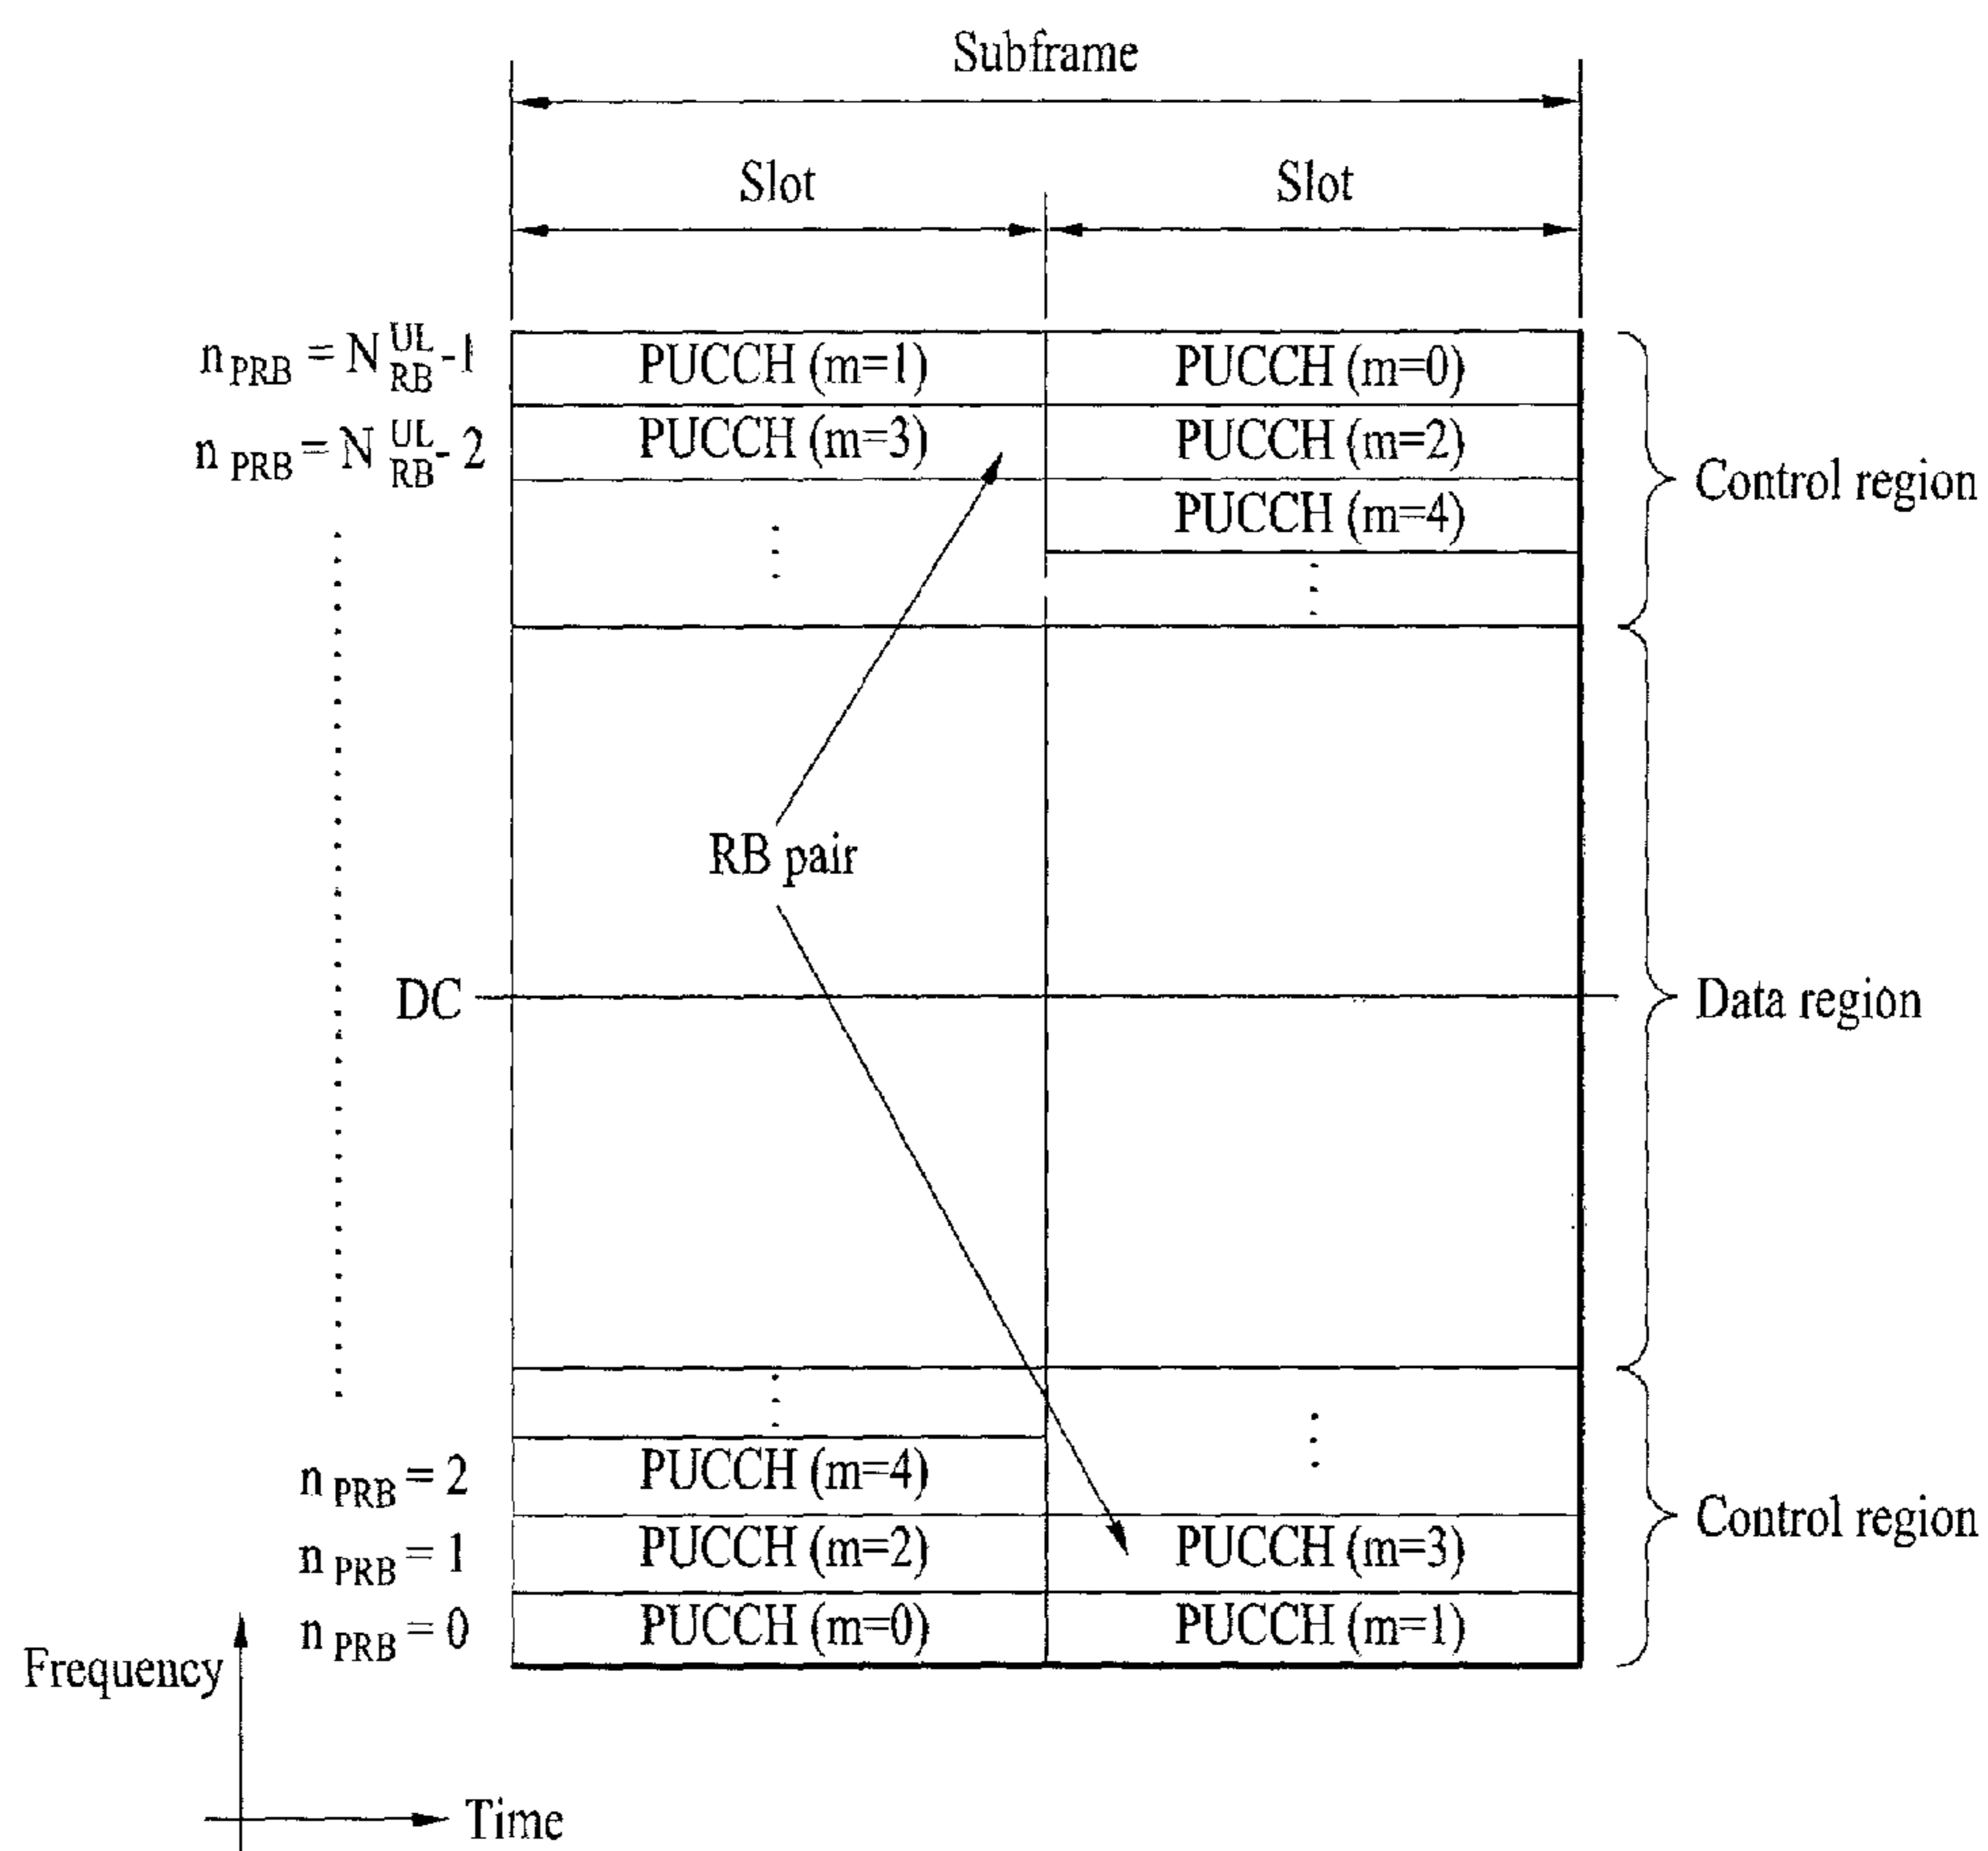 Subframe
Slot Slot
n PRB = N UL RB -1 PUCCH (m=1) PUCCH (m=0)
n PRB = N UL RB - 2 PUCCH (m=3) PUCCH (m=2)
PUCCH (m=4)
Control region
RB pair
DC
Data region
n PRB = 2 PUCCH (m=4)
Control region
n PRB = 1 PUCCH (m=2) PUCCH (m=3)
n PRB = 0 PUCCH (m=0) PUCCH (m=1)
Frequency
Time